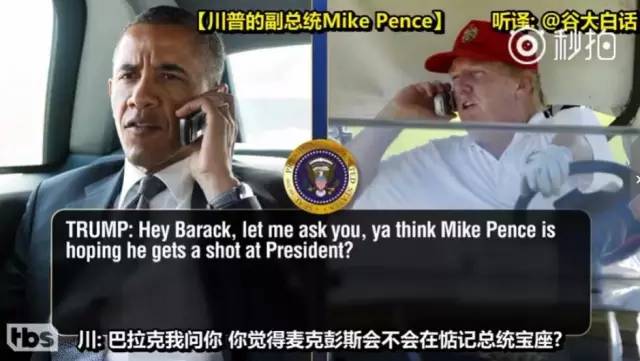 【川普的副总统Mike Pence】 听译: @谷大白话
秒拍
TRUMP: Hey Barack, let me ask you, ya think Mike Pence is
hoping he gets a shot at President?
tbs
川: 巴拉克我问你 你觉得麦克彭斯会不会在惦记总统宝座?